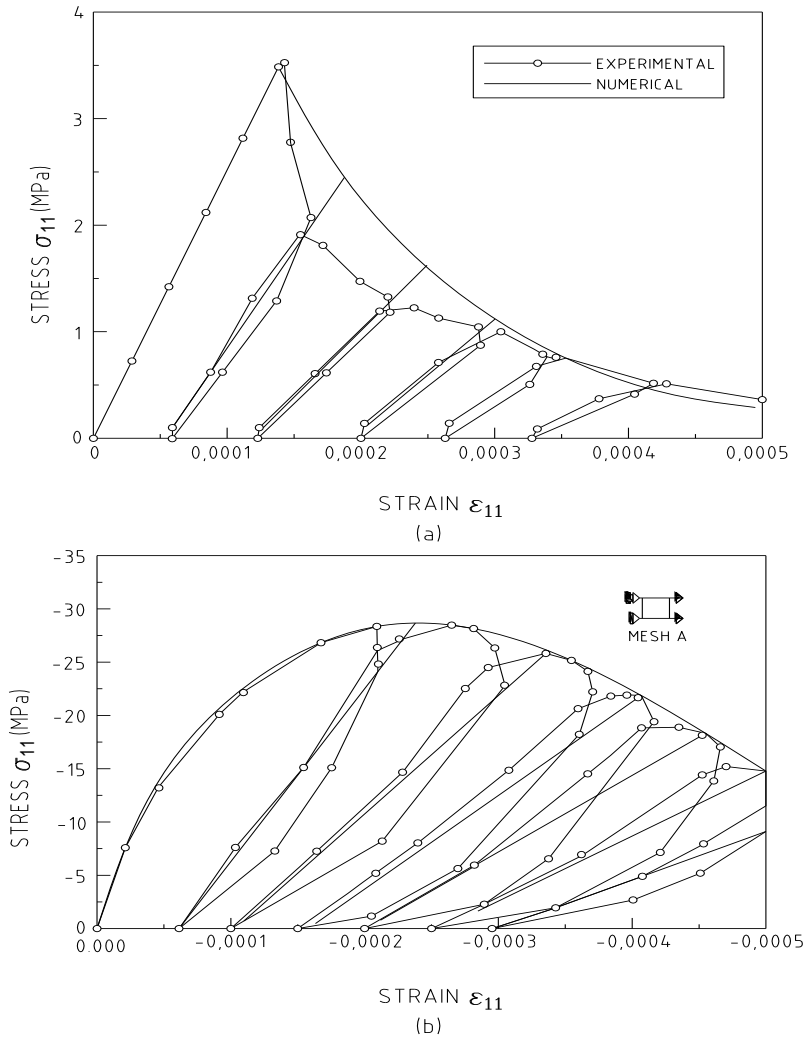 4
3
2
1
0
STRESS σ11 (MPa)
EXPERIMENTAL
NUMERICAL
0 0,0001 0,0002 0,0003 0,0004 0,0005
STRAIN ε11
(a)
-35
-30
-25
-20
-15
-10
-5
0
STRESS σ11 (MPa)
MESH A
0.000 -0,0001 -0,0002 -0,0003 -0,0004 -0,0005
STRAIN ε11
(b)